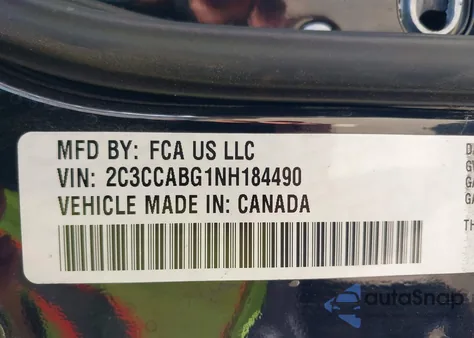 MFD BY: FCA US LLC
VIN: 2C3CCABG1NH184490
VEHICLE MADE IN: CANADA
autoSnap